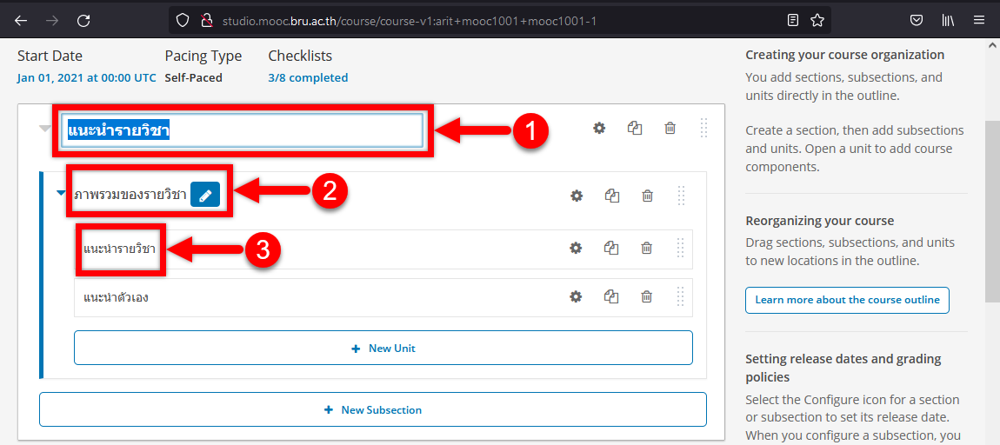 studio.mooc.bru.ac.th/course/course-v1:arit+mooc1001+mooc1001-1
Start Date
Pacing Type
Checklists
Jan 01, 2021 at 00:00 UTC
Self-Paced
3/8 completed
แนะนำรายวิชา
1
ภาพรวมของรายวิชา
2
แนะนำรายวิชา
3
แนะนำตัวเอง
+ New Unit
+ New Subsection
Creating your course organization
You add sections, subsections, and
units directly in the outline.
Create a section, then add subsections
and units. Open a unit to add course
components.
Reorganizing your course
Drag sections, subsections, and units
to new locations in the outline.
Learn more about the course outline
Setting release dates and grading
policies
Select the Configure icon for a section
or subsection to set its release date.
When you configure a subsection, you